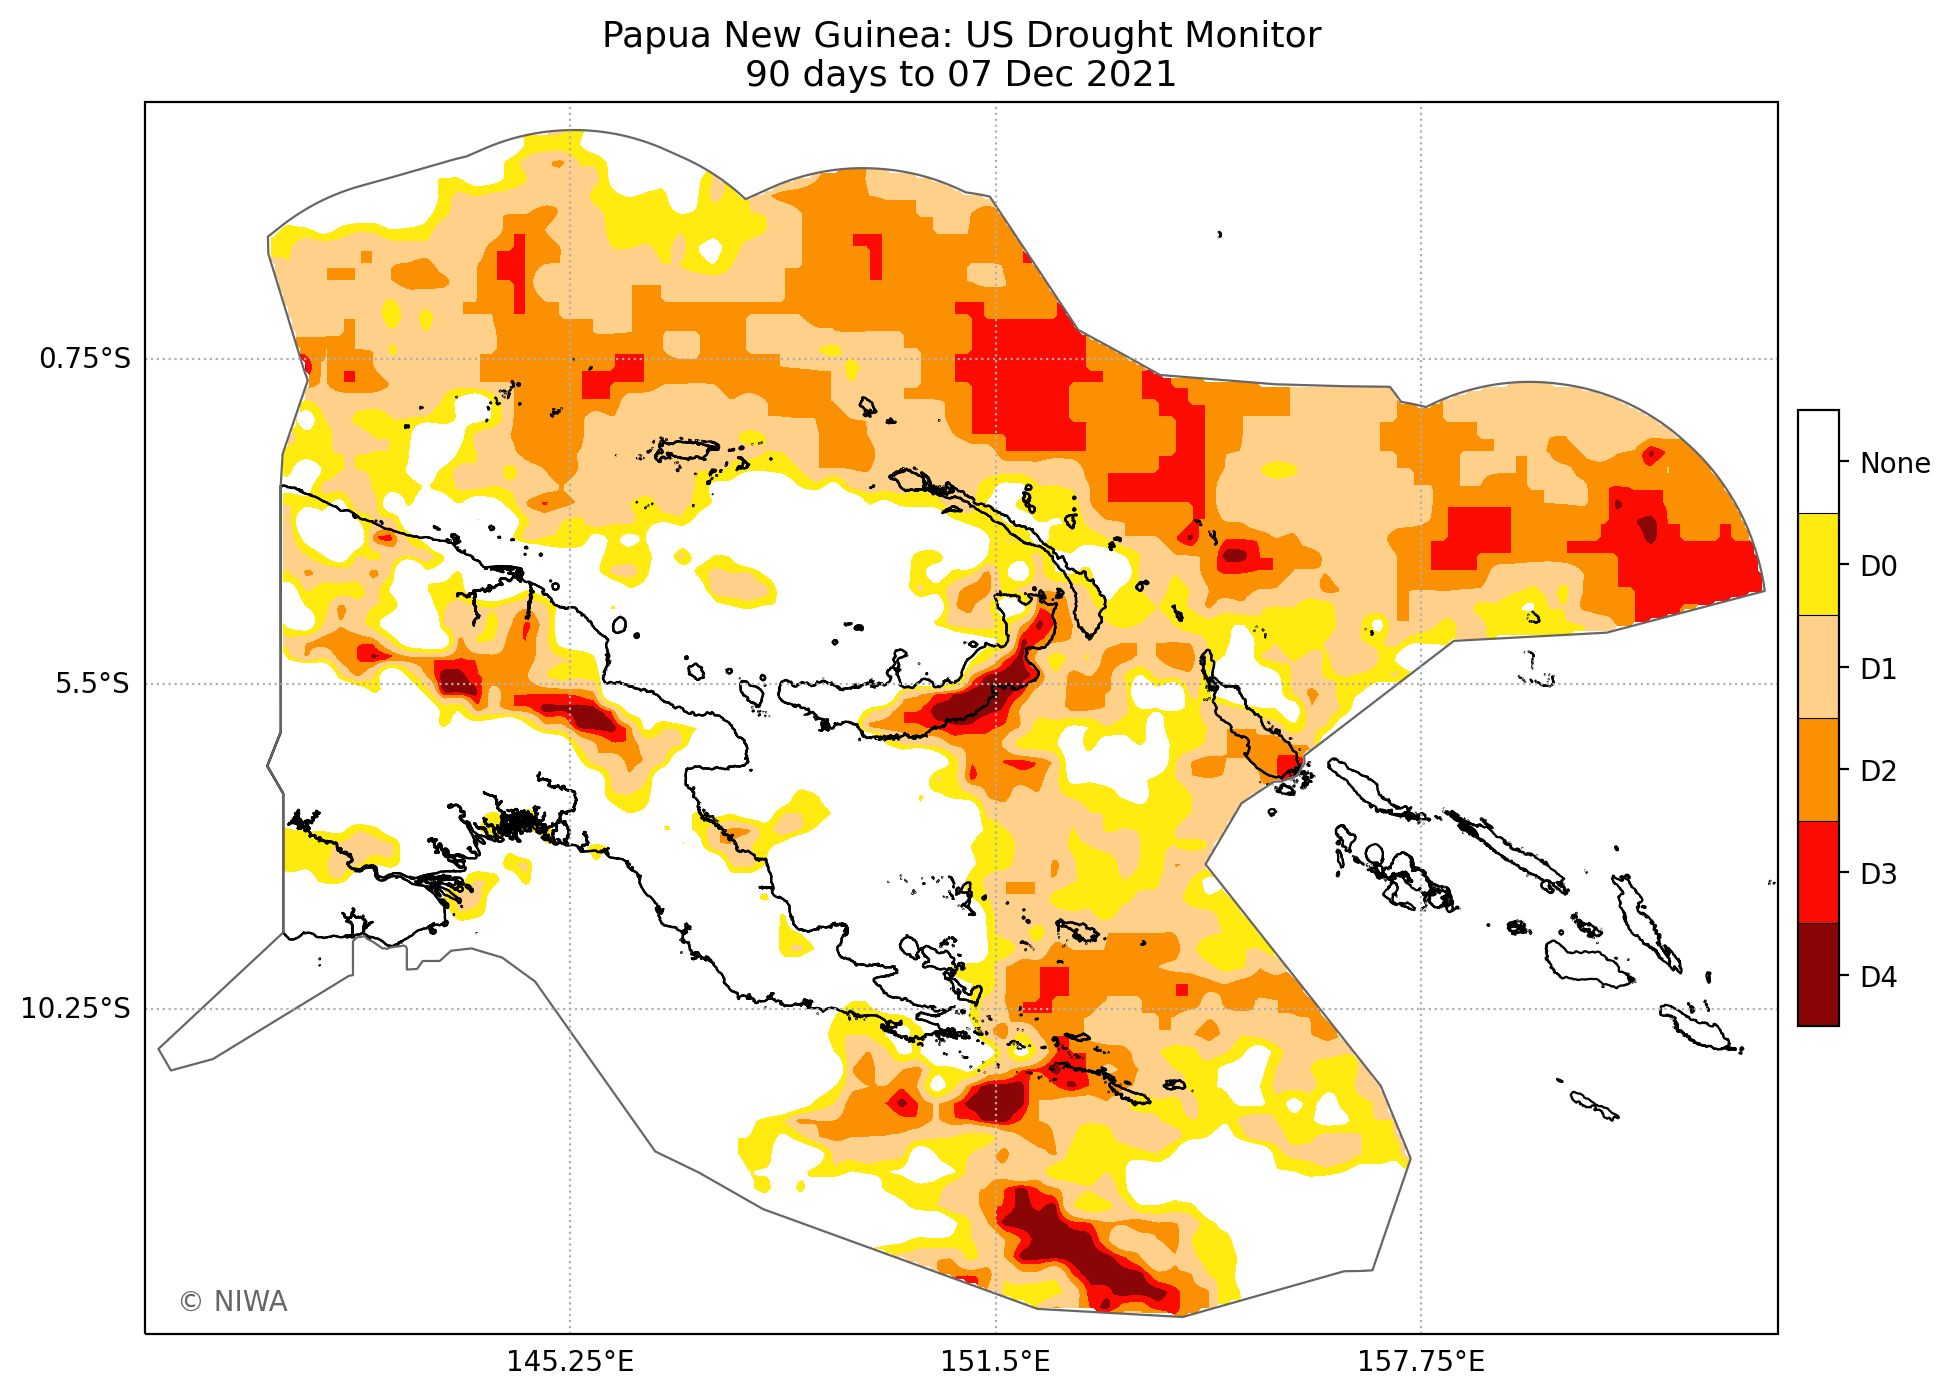 Papua New Guinea: US Drought Monitor
90 days to 07 Dec 2021
0.75°S
5.5°S
10.25°S
145.25°E
151.5°E
157.75°E
None
D0
D1
D2
D3
D4
© NIWA